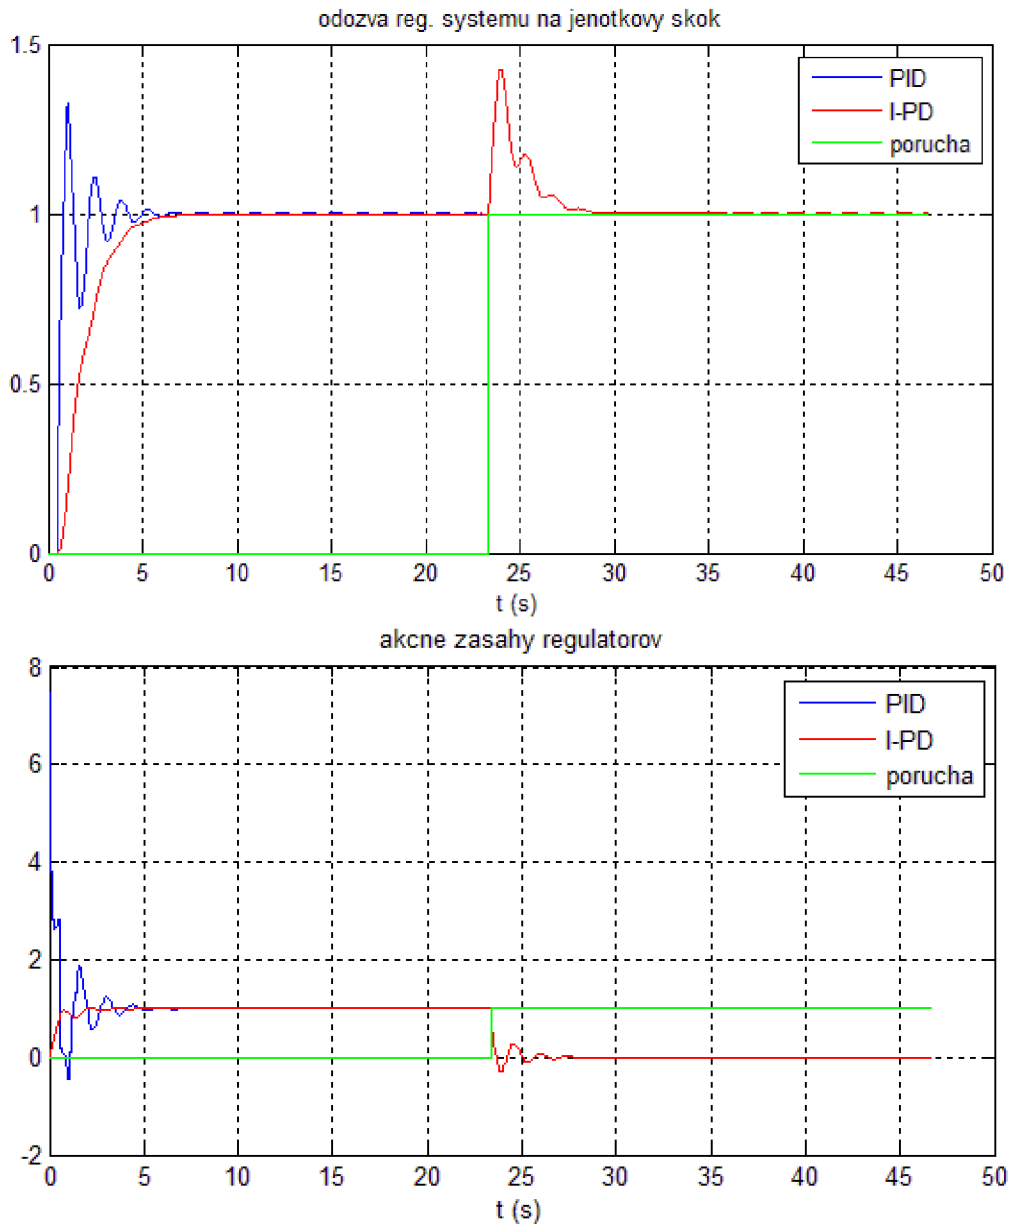 odozva reg. systemu na jenotkovy skok
1.5
PID
I-PD
porucha
1
0.5
0
0 5 10 15 20 25 30 35 40 45 50
t (s)
akcne zasahy regulatorov
8
PID
I-PD
porucha
6
4
2
0
-2
0 5 10 15 20 25 30 35 40 45 50
t (s)